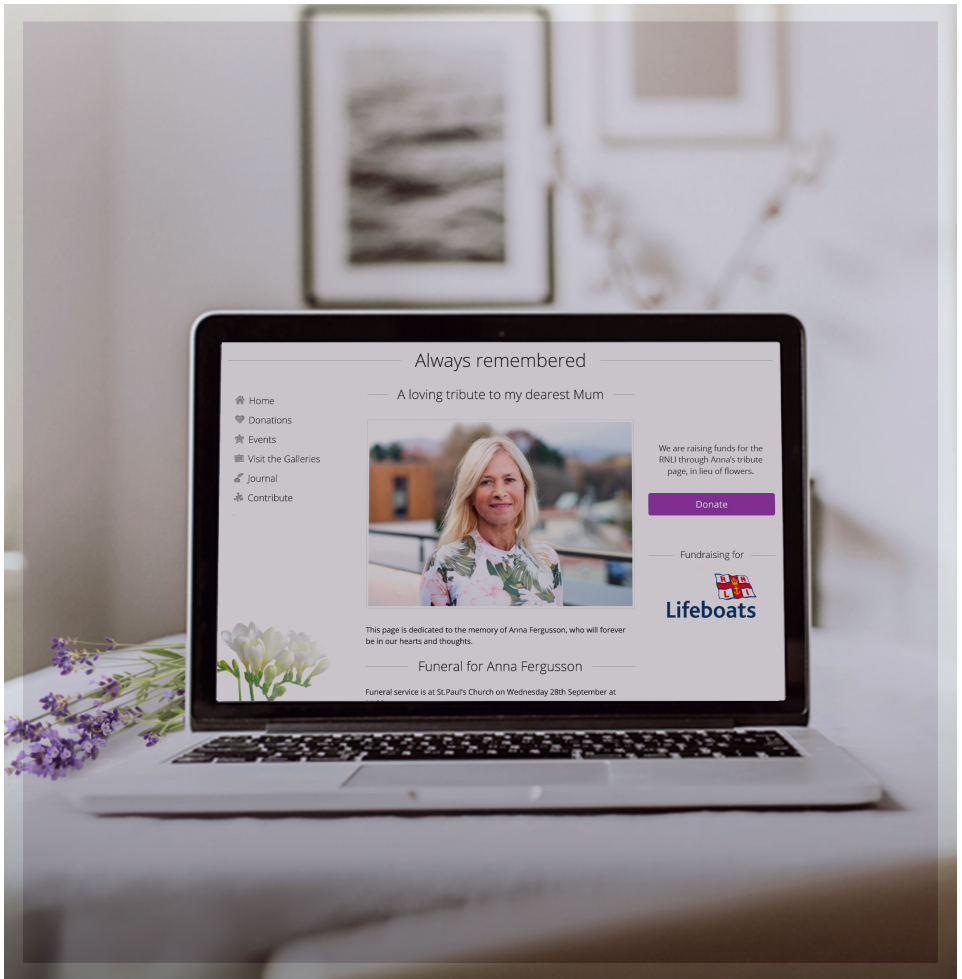 Always remembered
A loving tribute to my dearest Mum
Home
Donations
Events
Visit the Galleries
Journal
Contribute
We are raising funds for the
RNLI through Anna's tribute
page, in lieu of flowers.
Donate
Fundraising for
R N
L I
Lifeboats
This page is dedicated to the memory of Anna Fergusson, who will forever
be in our hearts and thoughts.
Funeral for Anna Fergusson
Funeral service is at St.Paul's Church on Wednesday 28th September at